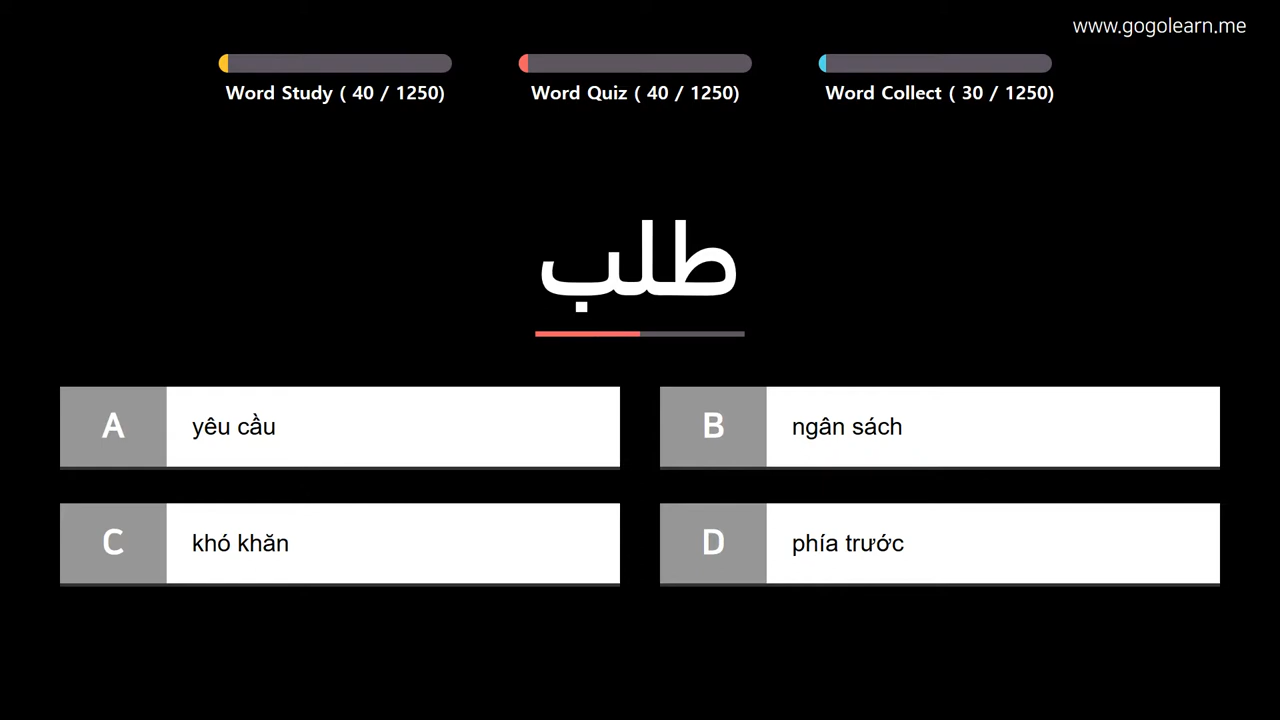 www.gogolearn.me
Word Study ( 40 / 1250)
Word Quiz ( 40 / 1250)
Word Collect ( 30 / 1250)
طلب
A yêu cầu
B ngân sách
C khó khăn
D phía trước